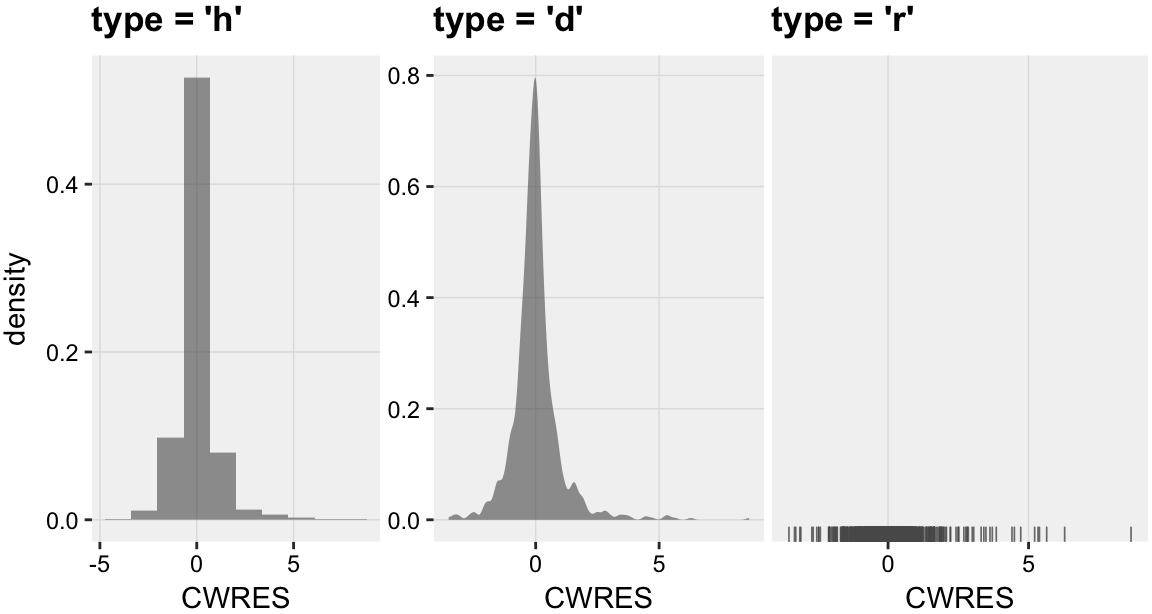 type = 'h'
type = 'd'
type = 'r'
density
0.4
0.2
0.0
-5
0
5
CWRES
0.8
0.6
0.4
0.2
0.0
0
5
CWRES
0
5
CWRES